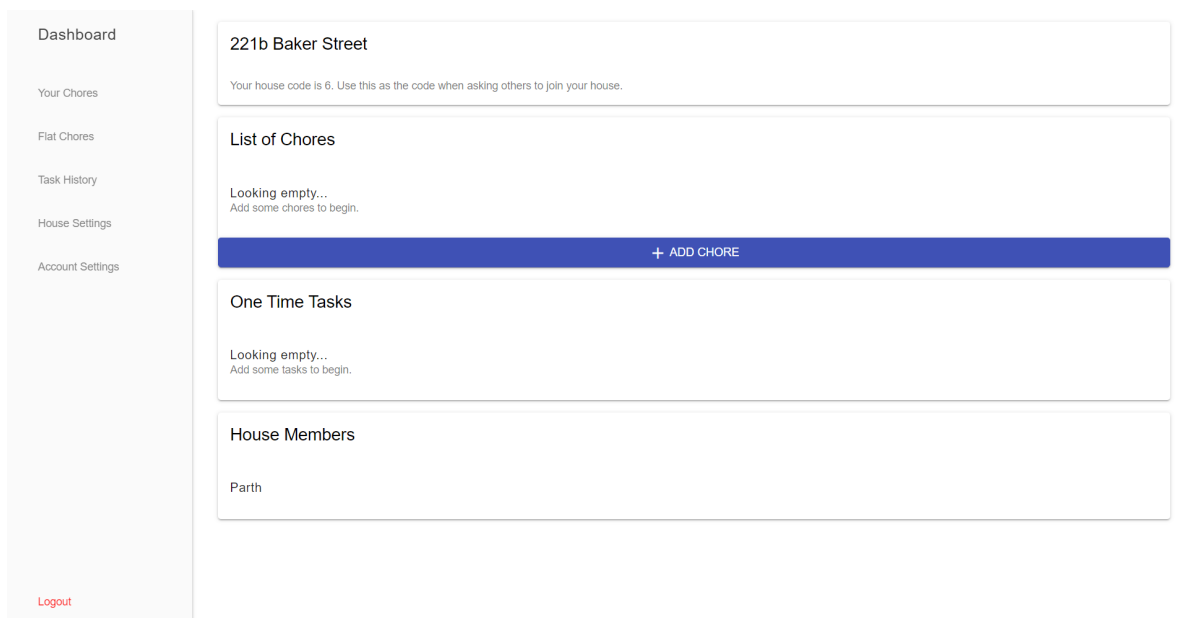 Dashboard
Your Chores
Flat Chores
Task History
House Settings
Account Settings
Logout
221b Baker Street
Your house code is 6. Use this as the code when asking others to join your house.
List of Chores
Looking empty...
Add some chores to begin.
+ ADD CHORE
One Time Tasks
Looking empty...
Add some tasks to begin.
House Members
Parth